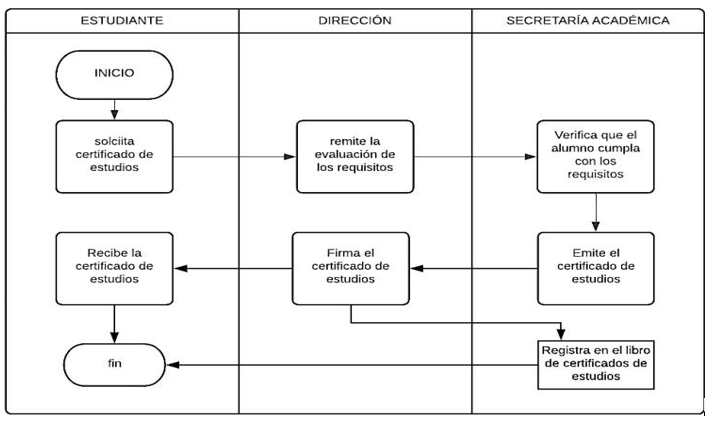 ESTUDIANTE
DIRECCIÓN
SECRETARÍA ACADÉMICA
INICIO
solciita
certificado de
estudios
remite la
evaluación de
los requisitos
Verifica que el
alumno cumpla
con los
requisitos
Recibe la
certificado de
estudios
Firma el
certificado de
estudios
Emite el
certificado de
estudios
fin
Registra en el libro
de certificados de
estudios